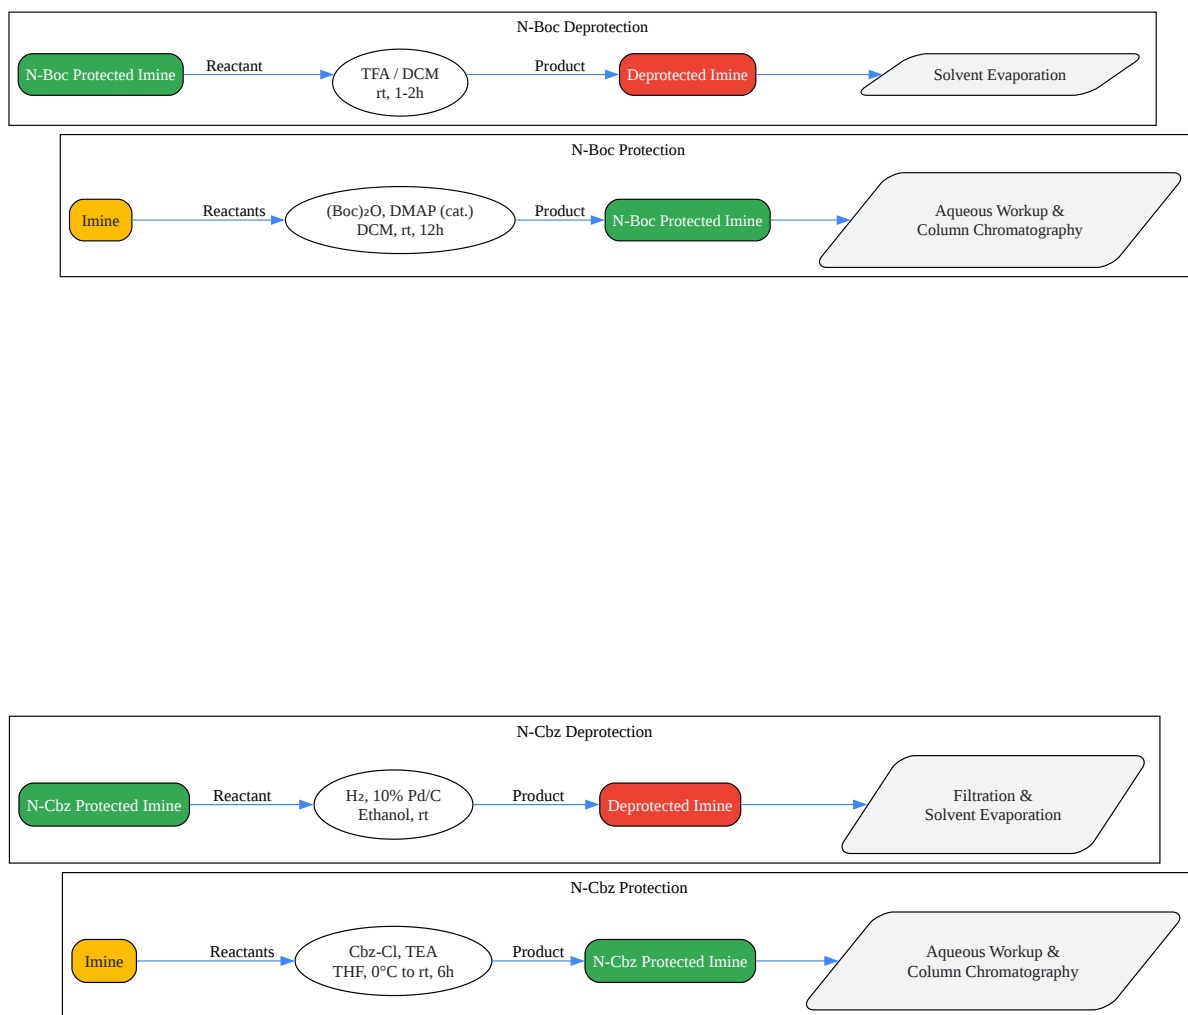 N-Boc Deprotection
N-Boc Protected Imine
Reactant
TFA / DCM
rt, 1-2h
Product
Deprotected Imine
Solvent Evaporation
N-Boc Protection
Imine
Reactants
(Boc)₂O, DMAP (cat.)
DCM, rt, 12h
Product
N-Boc Protected Imine
Aqueous Workup &
Column Chromatography
N-Cbz Deprotection
N-Cbz Protected Imine
Reactant
H₂, 10% Pd/C
Ethanol, rt
Product
Deprotected Imine
Filtration &
Solvent Evaporation
N-Cbz Protection
Imine
Reactants
Cbz-Cl, TEA
THF, 0°C to rt, 6h
Product
N-Cbz Protected Imine
Aqueous Workup &
Column Chromatography